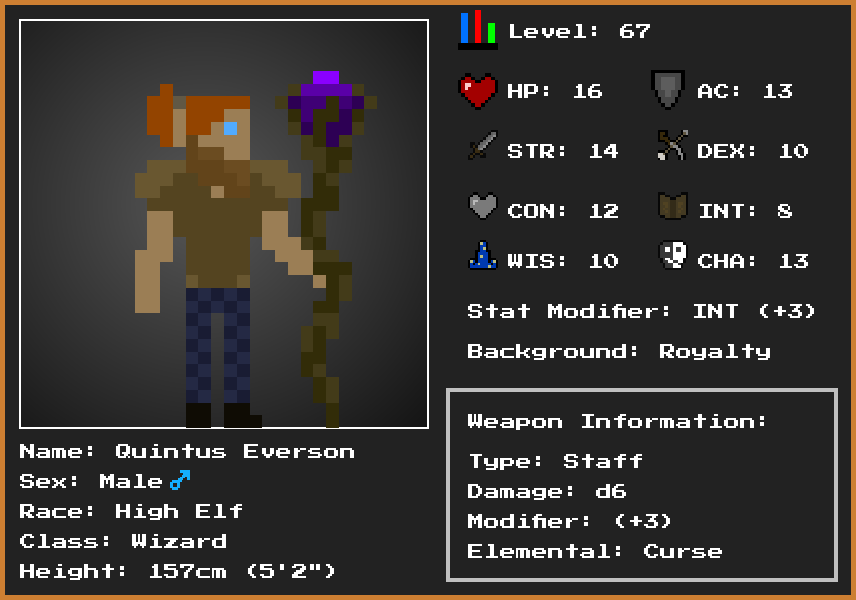 Level: 67
HP: 16 AC: 13
STR: 14 DEX: 10
CON: 12 INT: 8
WIS: 10 CHA: 13
Stat Modifier: INT (+3)
Background: Royalty
Weapon Information:
Type: Staff
Damage: d6
Modifier: (+3)
Elemental: Curse
Name: Quintus Everson
Sex: Male ♂
Race: High Elf
Class: Wizard
Height: 157cm (5'2")